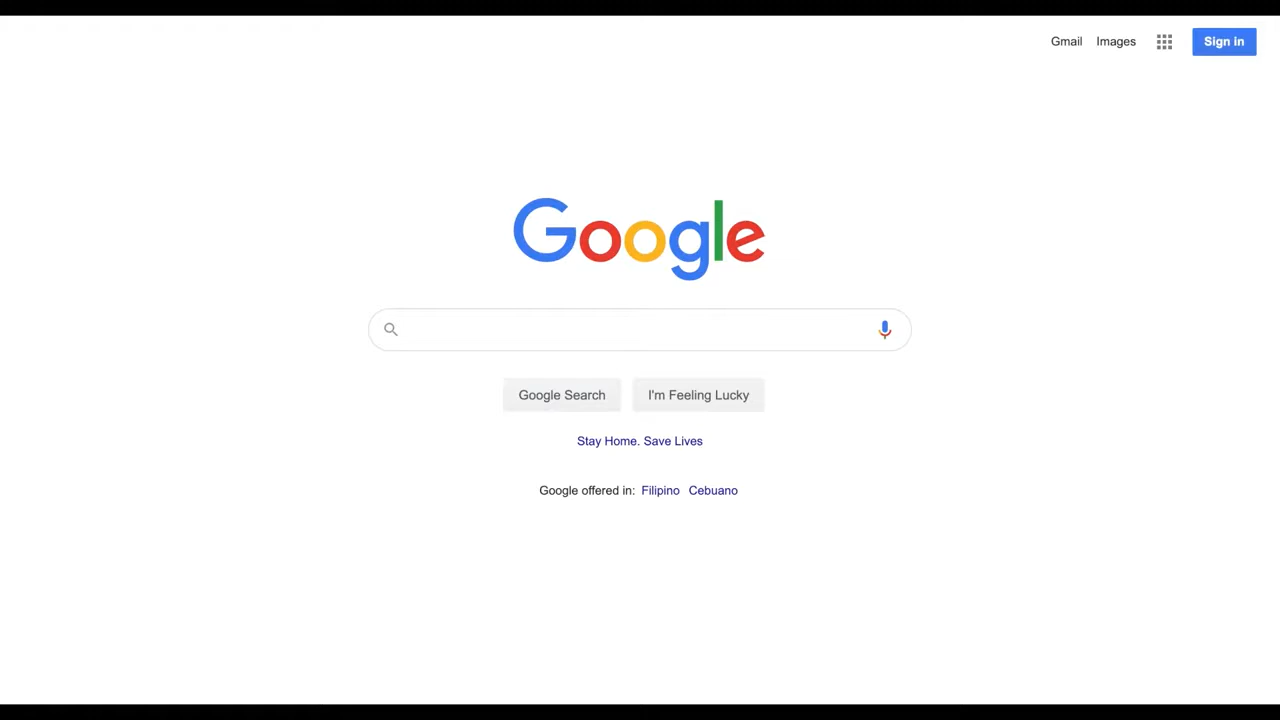 Gmail Images Sign in
Google
Google Search I'm Feeling Lucky
Stay Home. Save Lives
Google offered in: Filipino Cebuano